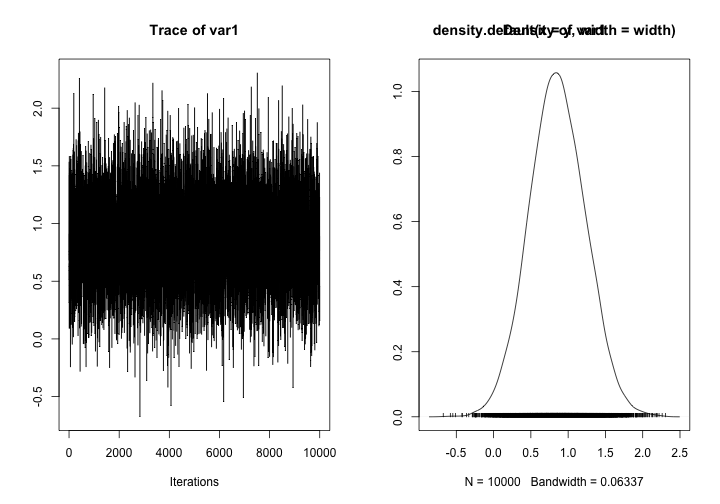 Trace of var1
2.0
1.5
1.0
0.5
0.0
-0.5
0 2000 4000 6000 8000 10000
Iterations
density.default(x = y, width = width)
Density of var1
1.0
0.8
0.6
0.4
0.2
0.0
-0.5 0.0 0.5 1.0 1.5 2.0 2.5
N = 10000 Bandwidth = 0.06337